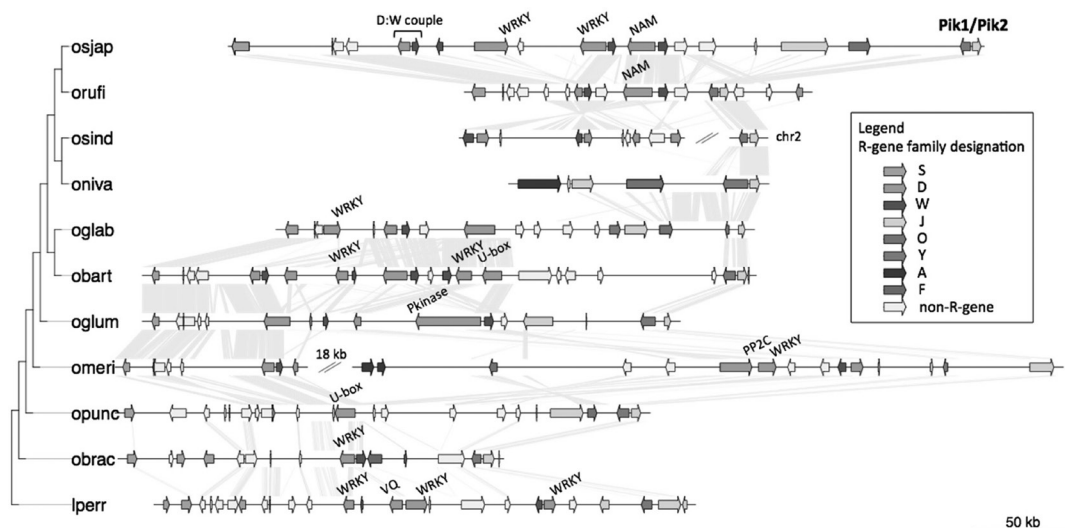 D:W couple
WRKY
WRKY
NAM
Pik1/Pik2
osjap
NAM
orufi
osind
chr2
oniva
WRKY
oglab
WRKY
WRKY
U-box
obart
Pkinase
oglum
PP2C
WRKY
18 kb
omeri
U-box
opunc
WRKY
obrac
WRKY
VQ
WRKY
WRKY
lperr
Legend
R-gene family designation
S
D
W
J
O
Y
A
F
non-R-gene
50 kb